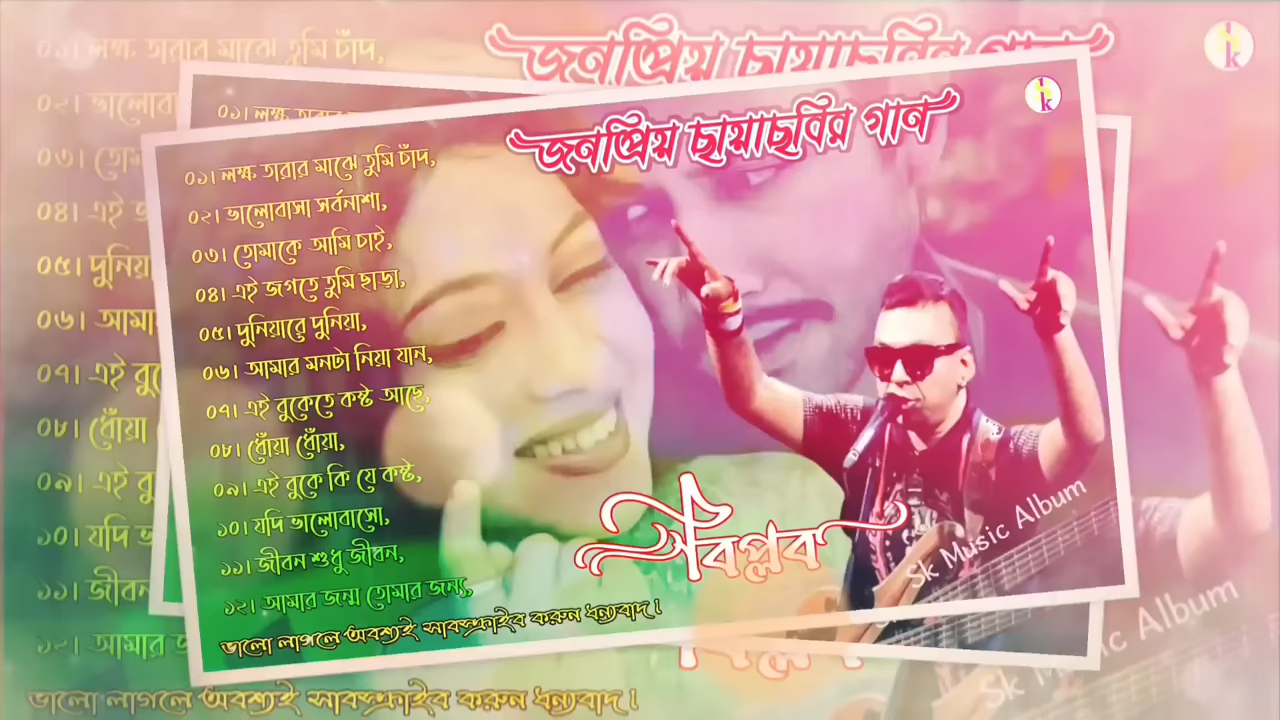 জনপ্রিয় ছায়াছবির গান
০১। লক্ষ তারার মাঝে তুমি চাঁদ,
০২। ভালোবাসা সর্বনাশা,
০৩। তোমাকে আমি চাই,
০৪। এই জগতে তুমি ছাড়া,
০৫। দুনিয়ারে দুনিয়া,
০৬। আমার মনটা নিয়া যান,
০৭। এই বুকেতে কষ্ট আছে,
০৮। ধোঁয়া ধোঁয়া,
০৯। এই বুকে কি যে কষ্ট,
১০। যদি ভালোবাসো,
১১। জীবন শুধু জীবন,
১২। আমার জন্ম তোমার জন্য,
ভালো লাগলে অবশ্যই সাবস্ক্রাইব করুন ধন্যবাদ।
বিপ্লব
Sk Music Album
Sk